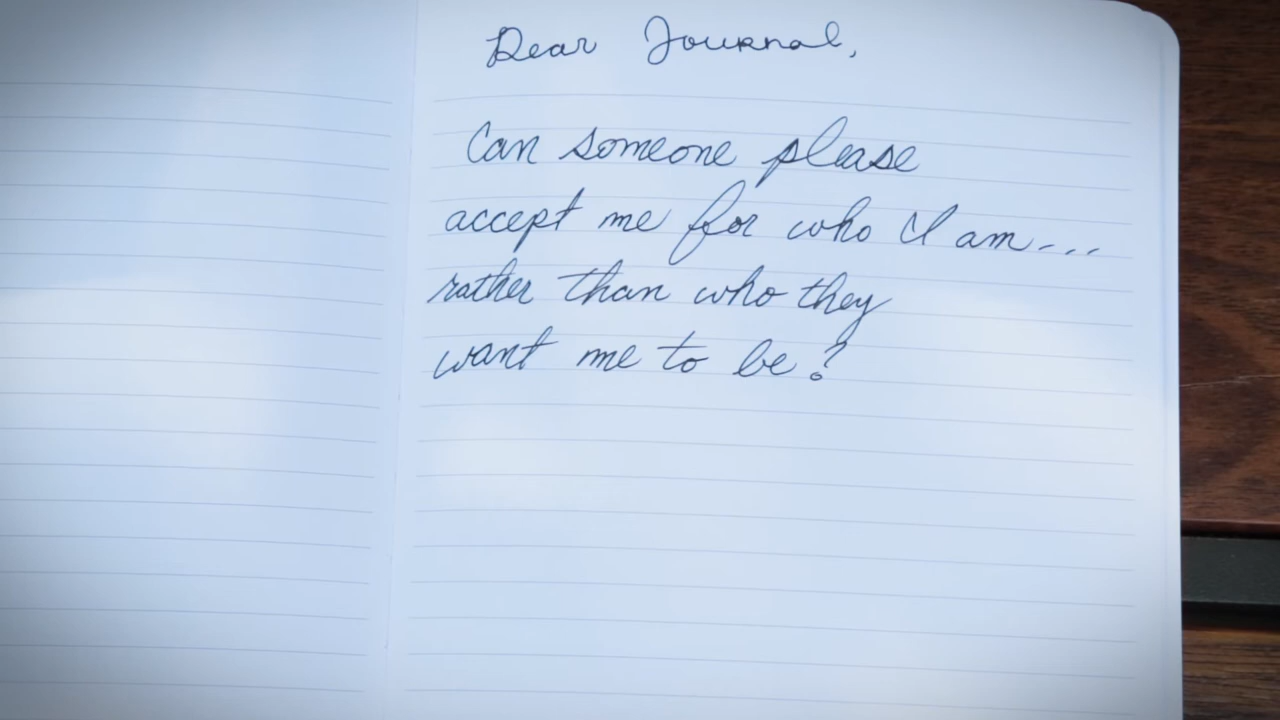 Dear Journal,
Can someone please
accept me for who I am...
rather than who they
want me to be?